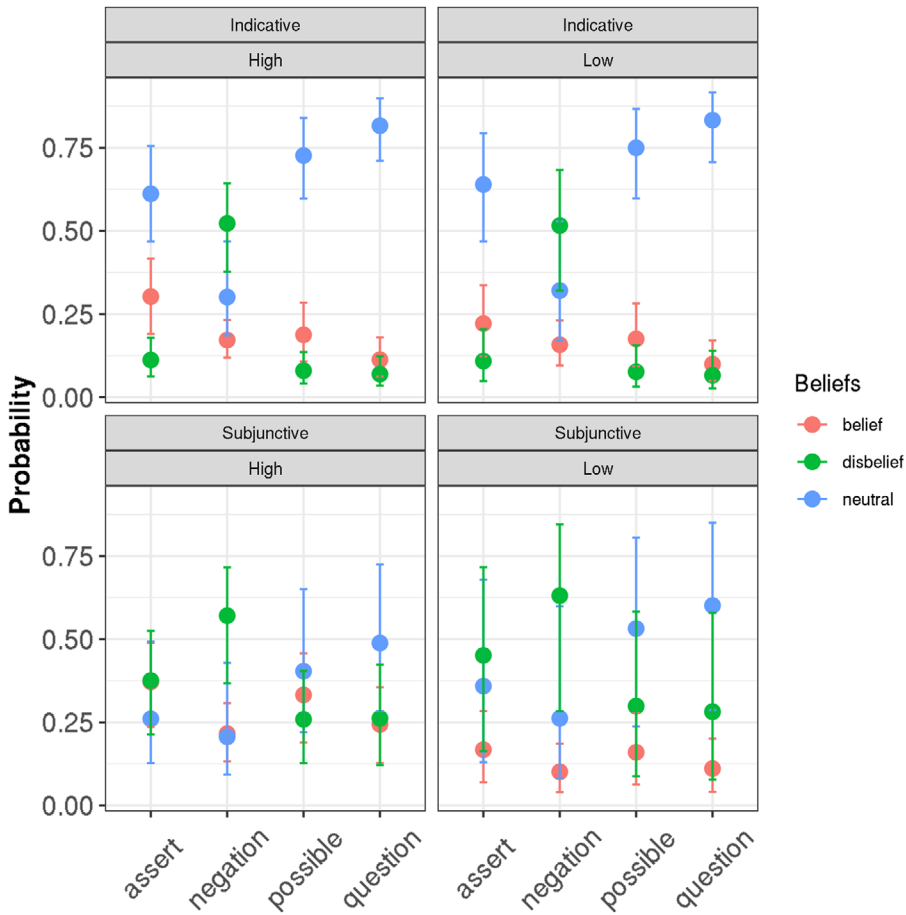 Indicative Indicative
High Low
0.75
0.50
0.25
0.00
Probability
Subjunctive Subjunctive
High Low
0.75
0.50
0.25
0.00
assert negation possible question assert negation possible question
Beliefs
belief
disbelief
neutral